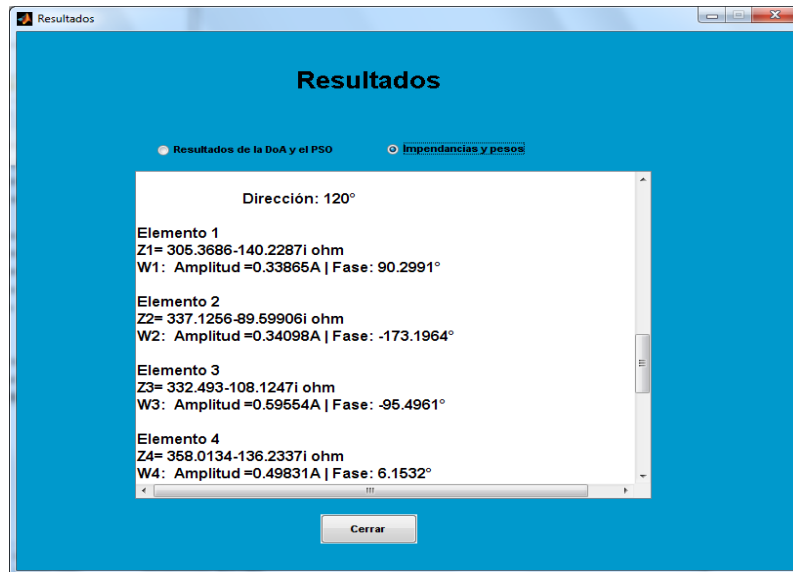 Resultados
Resultados
Resultados de la DoA y el PSO
Impendancias y pesos
Dirección: 120°
Elemento 1
Z1= 305.3686-140.2287i ohm
W1:  Amplitud =0.33865A | Fase: 90.2991°
Elemento 2
Z2= 337.1256-89.59906i ohm
W2:  Amplitud =0.34098A | Fase: -173.1964°
Elemento 3
Z3= 332.493-108.1247i ohm
W3:  Amplitud =0.59554A | Fase: -95.4961°
Elemento 4
Z4= 358.0134-136.2337i ohm
W4:  Amplitud =0.49831A | Fase: 6.1532°
Cerrar